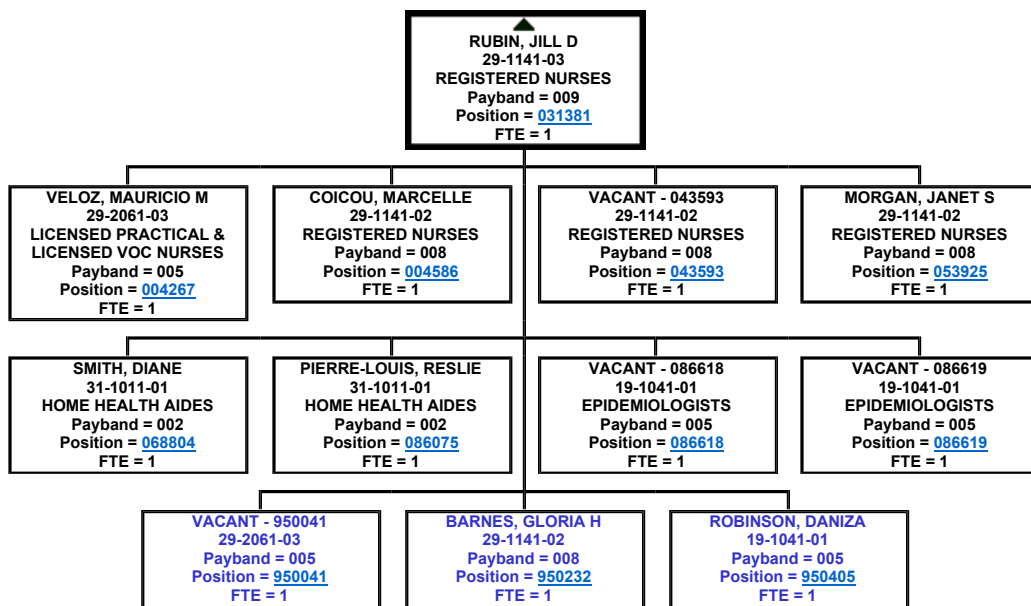 RUBIN, JILL D
29-1141-03
REGISTERED NURSES
Payband = 009
Position = 031381
FTE = 1
VELOZ, MAURICIO M
29-2061-03
LICENSED PRACTICAL &
LICENSED VOC NURSES
Payband = 005
Position = 004267
FTE = 1
COICOU, MARCELLE
29-1141-02
REGISTERED NURSES
Payband = 008
Position = 004586
FTE = 1
VACANT - 043593
29-1141-02
REGISTERED NURSES
Payband = 008
Position = 043593
FTE = 1
MORGAN, JANET S
29-1141-02
REGISTERED NURSES
Payband = 008
Position = 053925
FTE = 1
SMITH, DIANE
31-1011-01
HOME HEALTH AIDES
Payband = 002
Position = 068804
FTE = 1
PIERRE-LOUIS, RESLIE
31-1011-01
HOME HEALTH AIDES
Payband = 002
Position = 086075
FTE = 1
VACANT - 086618
19-1041-01
EPIDEMIOLOGISTS
Payband = 005
Position = 086618
FTE = 1
VACANT - 086619
19-1041-01
EPIDEMIOLOGISTS
Payband = 005
Position = 086619
FTE = 1
VACANT - 950041
29-2061-03
Payband = 005
Position = 950041
FTE = 1
BARNES, GLORIA H
29-1141-02
Payband = 008
Position = 950232
FTE = 1
ROBINSON, DANIZA
19-1041-01
Payband = 005
Position = 950405
FTE = 1